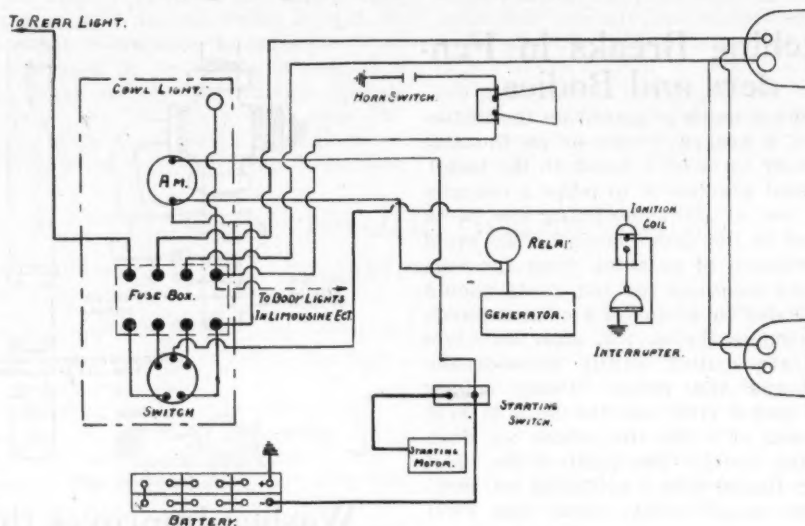 To REAR LIGHT.
COWL LIGHT.
HORN SWITCH.
AM.
IGNITION
COIL
RELAY.
FUSE BOX.
TO BODY LIGHTS
IN LIMOUSINE ECT.
GENERATOR.
INTERRUPTER.
SWITCH
STARTING
SWITCH.
STARTING
MOTOR.
BATTERY.